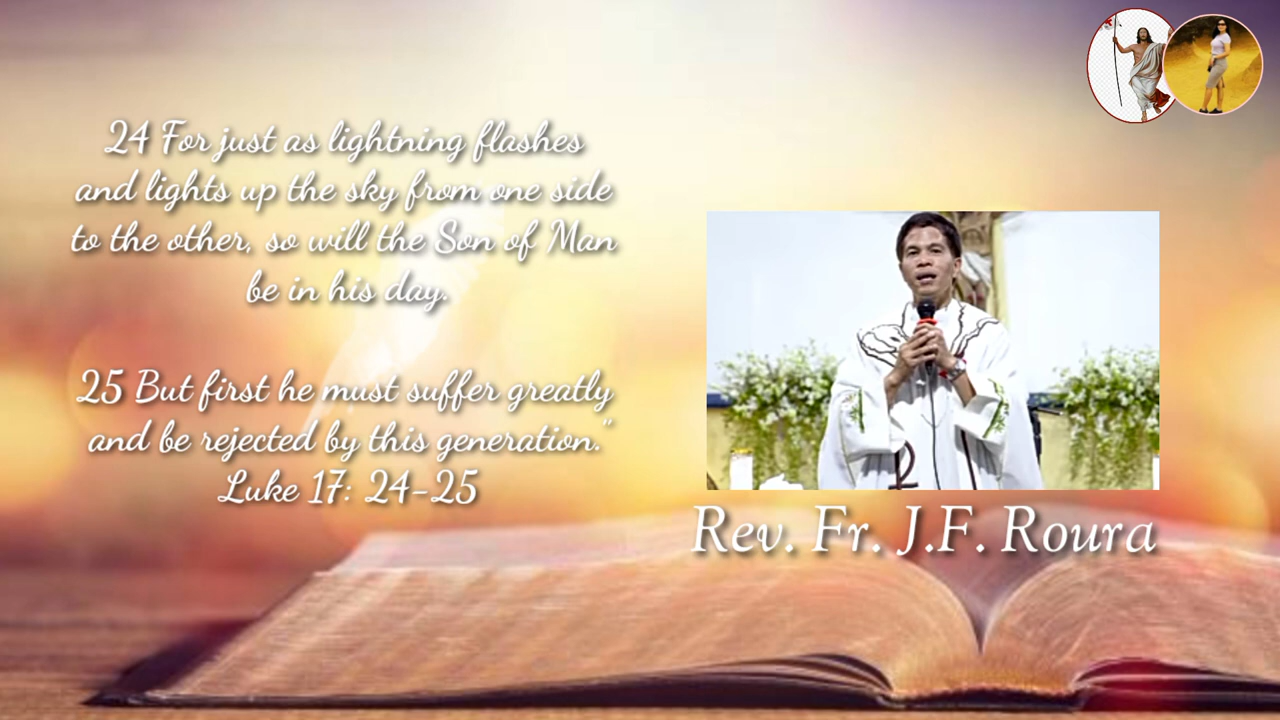 24 For just as lightning flashes
and lights up the sky from one side
to the other, so will the Son of Man
be in his day.
25 But first he must suffer greatly
and be rejected by this generation."
Luke 17: 24-25
Rev. Fr. J.F. Roura